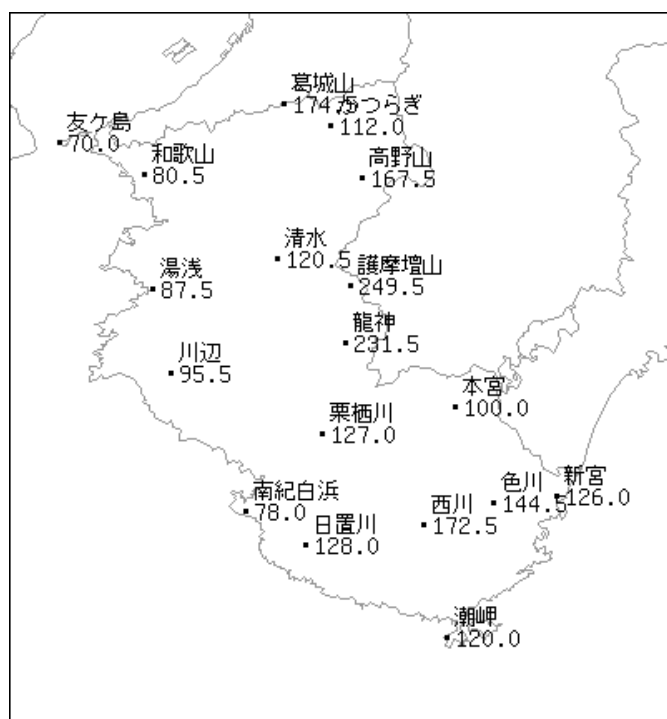 葛城山
174.5
かつらぎ
112.0
友ケ島
70.0
和歌山
80.5
高野山
167.5
清水
120.5
護摩壇山
249.5
湯浅
87.5
龍神
231.5
川辺
95.5
本宮
100.0
栗栖川
127.0
新宮
126.0
色川
144.5
南紀白浜
78.0
西川
172.5
日置川
128.0
潮岬
120.0